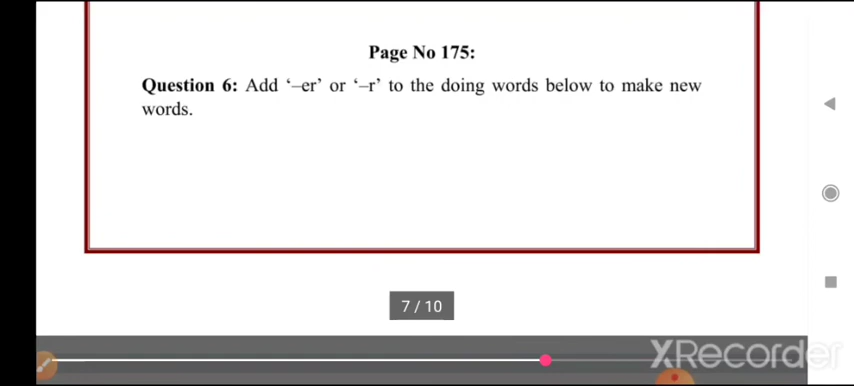 Page No 175:
Question 6: Add ‘–er’ or ‘–r’ to the doing words below to make new
words.
7 / 10
XRecorder